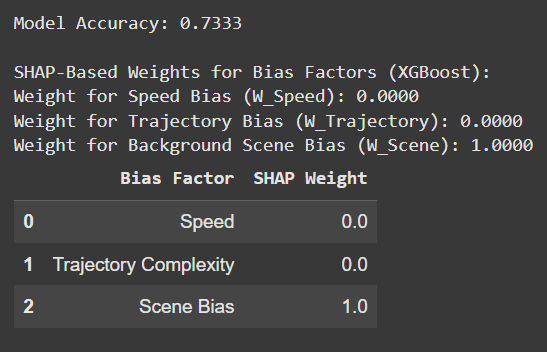 Model Accuracy: 0.7333
SHAP-Based Weights for Bias Factors (XGBoost):
Weight for Speed Bias (W_Speed): 0.0000
Weight for Trajectory Bias (W_Trajectory): 0.0000
Weight for Background Scene Bias (W_Scene): 1.0000
Bias Factor SHAP Weight
0 Speed 0.0
1 Trajectory Complexity 0.0
2 Scene Bias 1.0